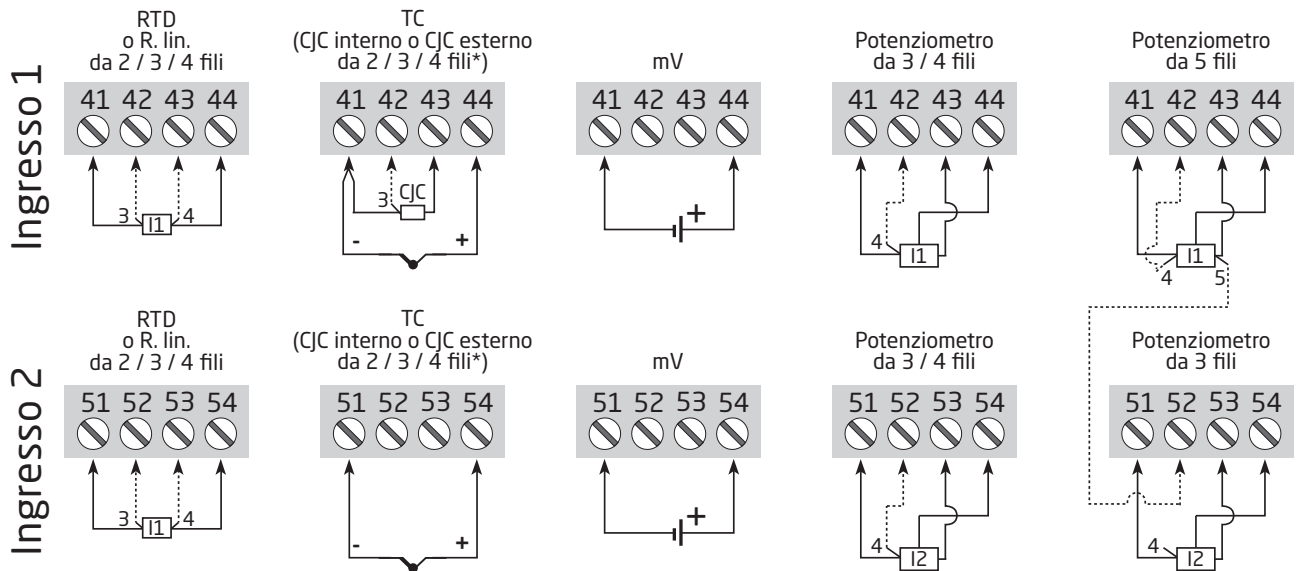 Ingresso 1
RTD
o R. lin.
da 2 / 3 / 4 fili
41 42 43 44
3 I1 4
TC
(CJC interno o CJC esterno
da 2 / 3 / 4 fili*)
41 42 43 44
3 CJC
- +
mV
41 42 43 44
+
Potenziometro
da 3 / 4 fili
41 42 43 44
4 I1
Potenziometro
da 5 fili
41 42 43 44
4 I1 5
Ingresso 2
RTD
o R. lin.
da 2 / 3 / 4 fili
51 52 53 54
3 I1 4
TC
(CJC interno o CJC esterno
da 2 / 3 / 4 fili*)
51 52 53 54
- +
mV
51 52 53 54
+
Potenziometro
da 3 / 4 fili
51 52 53 54
4 I2
Potenziometro
da 3 fili
51 52 53 54
4 I2